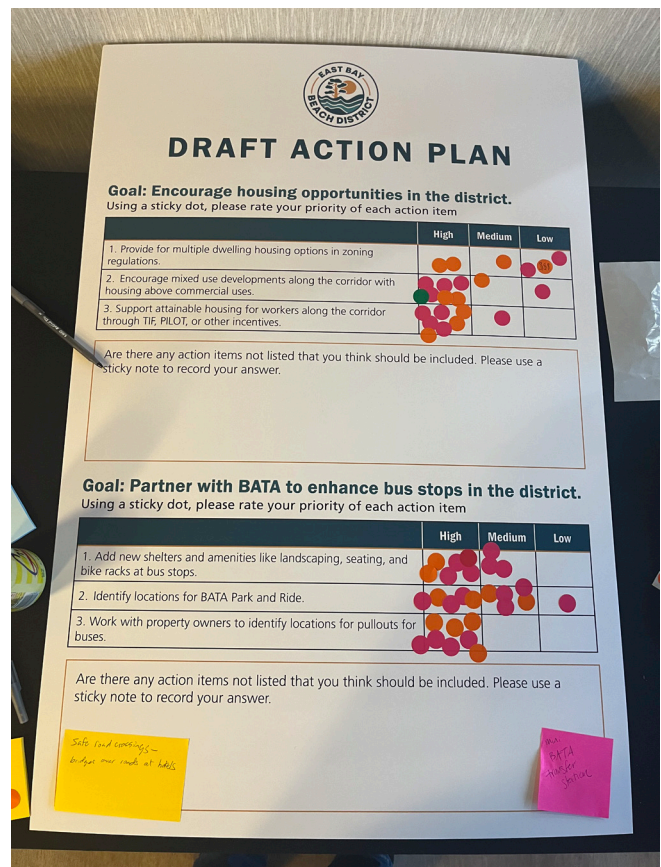 EAST BAY
BEACH DISTRICT
DRAFT ACTION PLAN
Goal: Encourage housing opportunities in the district.
Using a sticky dot, please rate your priority of each action item
High Medium Low
1. Provide for multiple dwelling housing options in zoning
regulations.
2. Encourage mixed use developments along the corridor with
housing above commercial uses.
3. Support attainable housing for workers along the corridor
through TIF, PILOT, or other incentives.
Are there any action items not listed that you think should be included. Please use a
sticky note to record your answer.
Goal: Partner with BATA to enhance bus stops in the district.
Using a sticky dot, please rate your priority of each action item
High Medium Low
1. Add new shelters and amenities like landscaping, seating, and
bike racks at bus stops.
2. Identify locations for BATA Park and Ride.
3. Work with property owners to identify locations for pullouts for
buses.
Are there any action items not listed that you think should be included. Please use a
sticky note to record your answer.
Safe road crossings –
bridges over roads at hotels
BATA
transfer
station